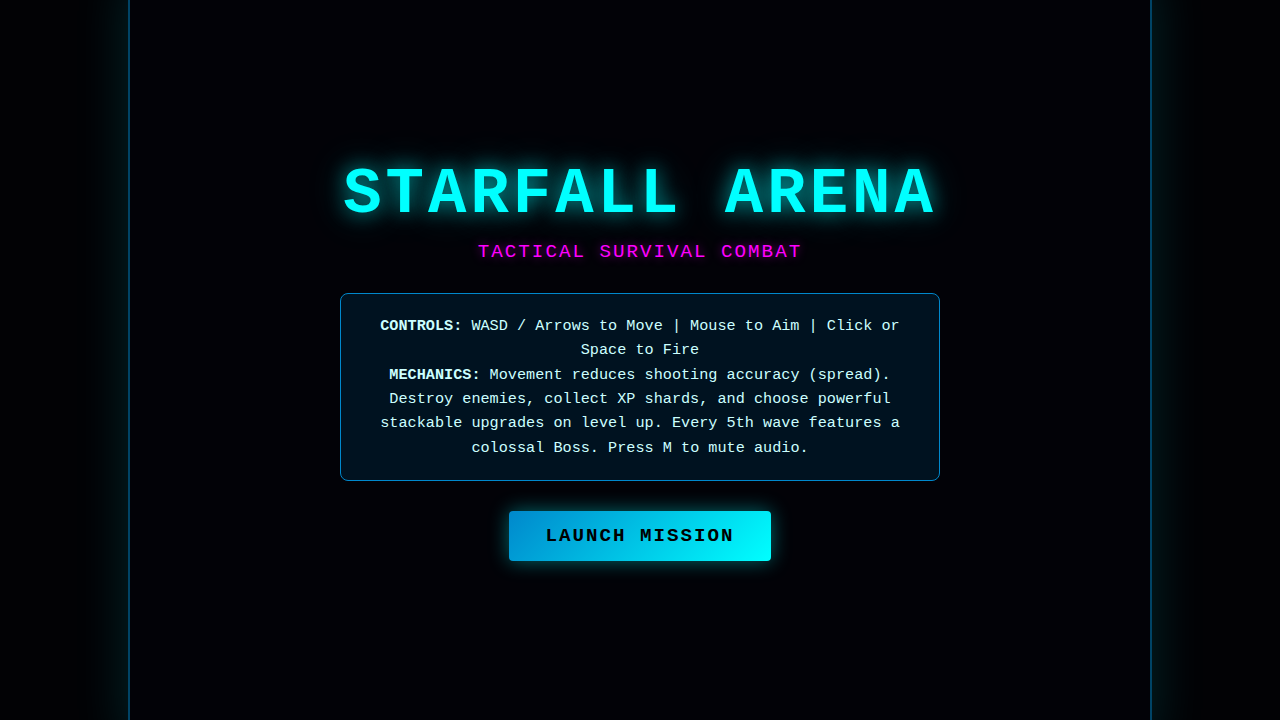 STARFALL ARENA
TACTICAL SURVIVAL COMBAT
CONTROLS: WASD / Arrows to Move | Mouse to Aim | Click or
Space to Fire
MECHANICS: Movement reduces shooting accuracy (spread).
Destroy enemies, collect XP shards, and choose powerful
stackable upgrades on level up. Every 5th wave features a
colossal Boss. Press M to mute audio.
LAUNCH MISSION